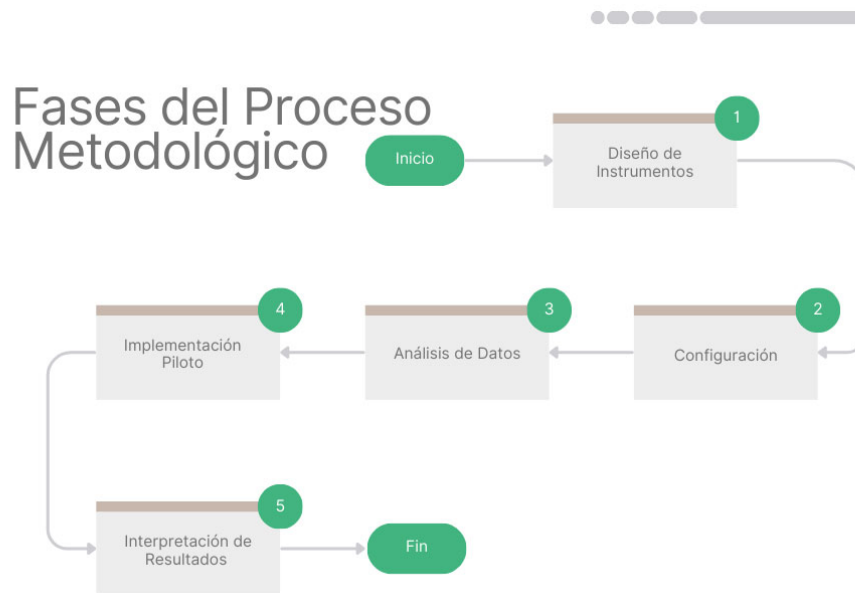 Fases del Proceso
Metodológico
Inicio
1
Diseño de
Instrumentos
2
Configuración
3
Análisis de Datos
4
Implementación
Piloto
5
Interpretación de
Resultados
Fin